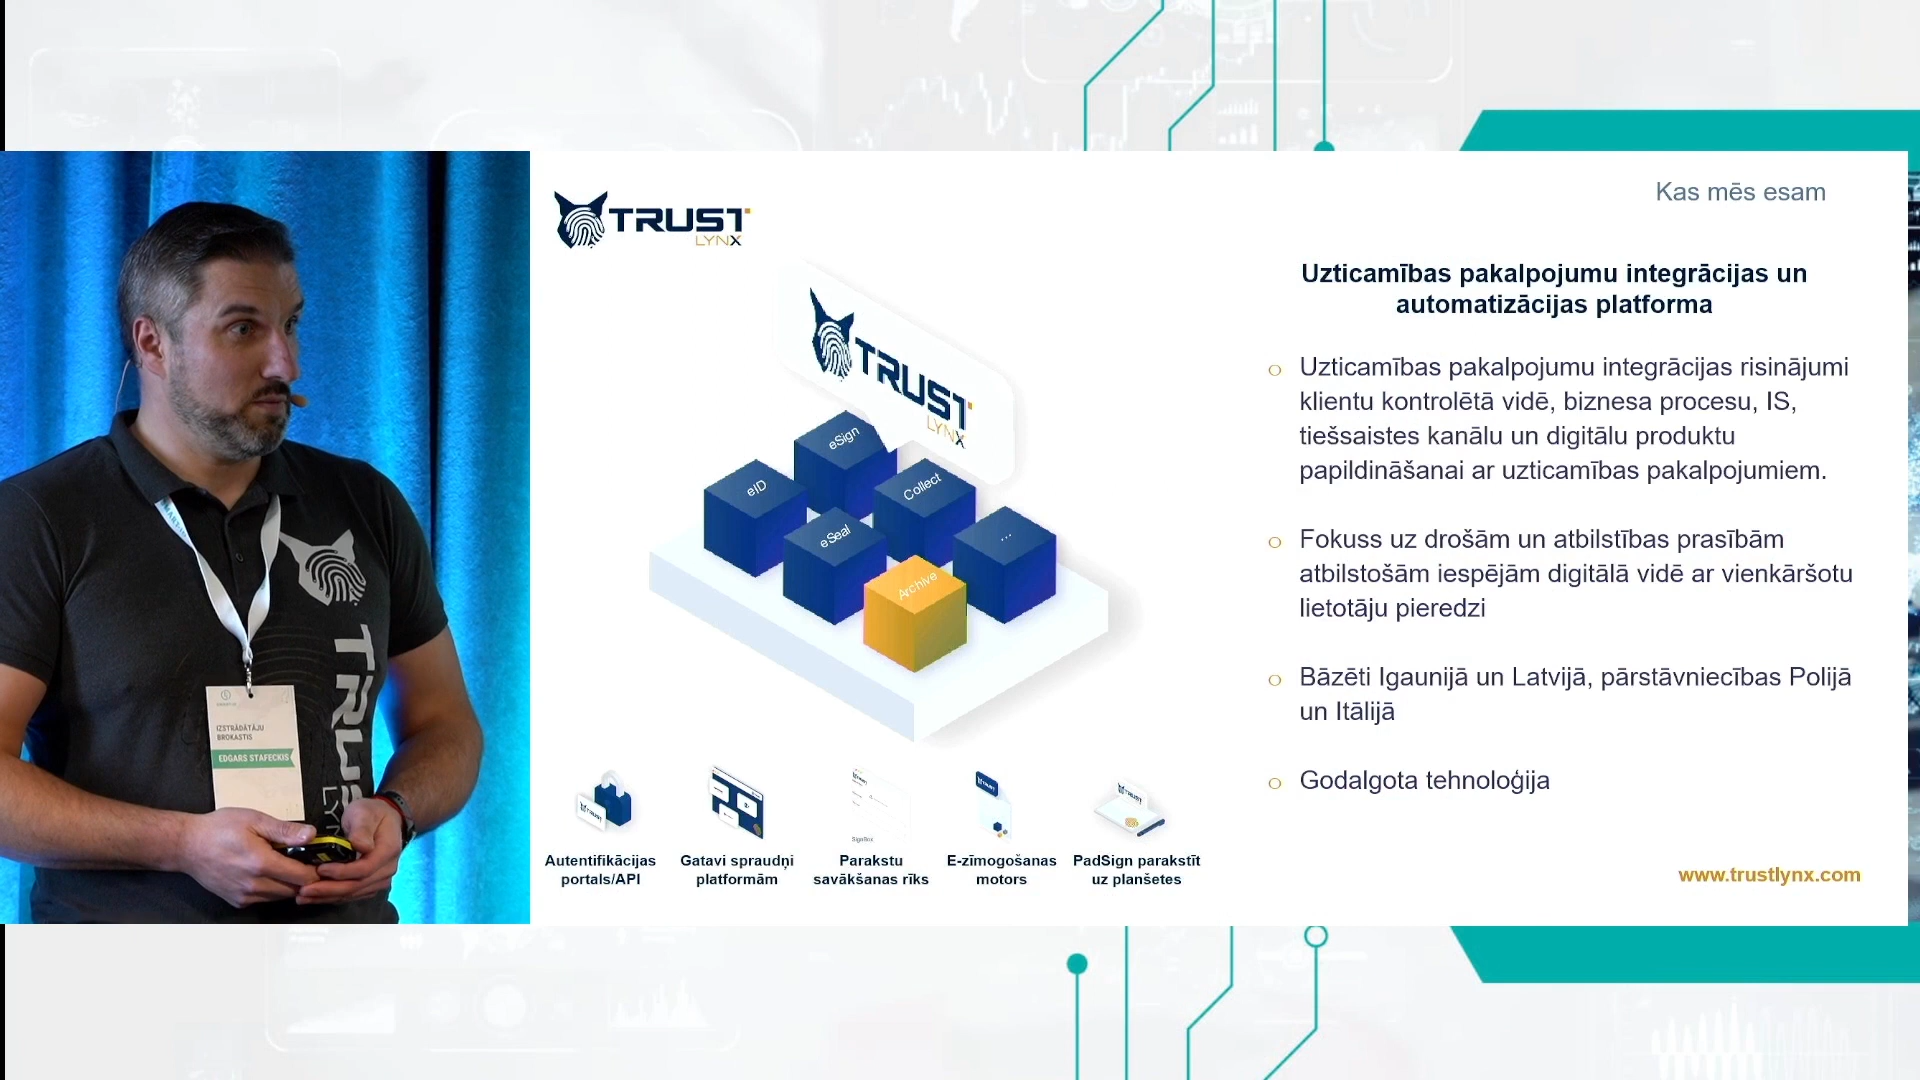 TRUST
LYNX
Kas mēs esam
Uzticamības pakalpojumu integrācijas un
automatizācijas platforma
Uzticamības pakalpojumu integrācijas risinājumi
klientu kontrolētā vidē, biznesa procesu, IS,
tiešsaistes kanālu un digitālu produktu
papildināšanai ar uzticamības pakalpojumiem.
Fokuss uz drošām un atbilstības prasībām
atbilstošām iespējām digitālā vidē ar vienkāršotu
lietotāju pieredzi
Bāzēti Igaunijā un Latvijā, pārstāvniecības Polijā
un Itālijā
Godalgota tehnoloģija
www.trustlynx.com
TRUST
LYNX
eSign
eID
Collect
eSeal
...
Archive
Autentifikācijas
portals/API
Gatavi spraudņi
platformām
Parakstu
savākšanas rīks
E-zīmogošanas
motors
PadSign parakstīt
uz planšetes
TRUST
LYN
IZSTRĀDĀTĀJU
BROKASTIS
EDGARS STAFECKIS